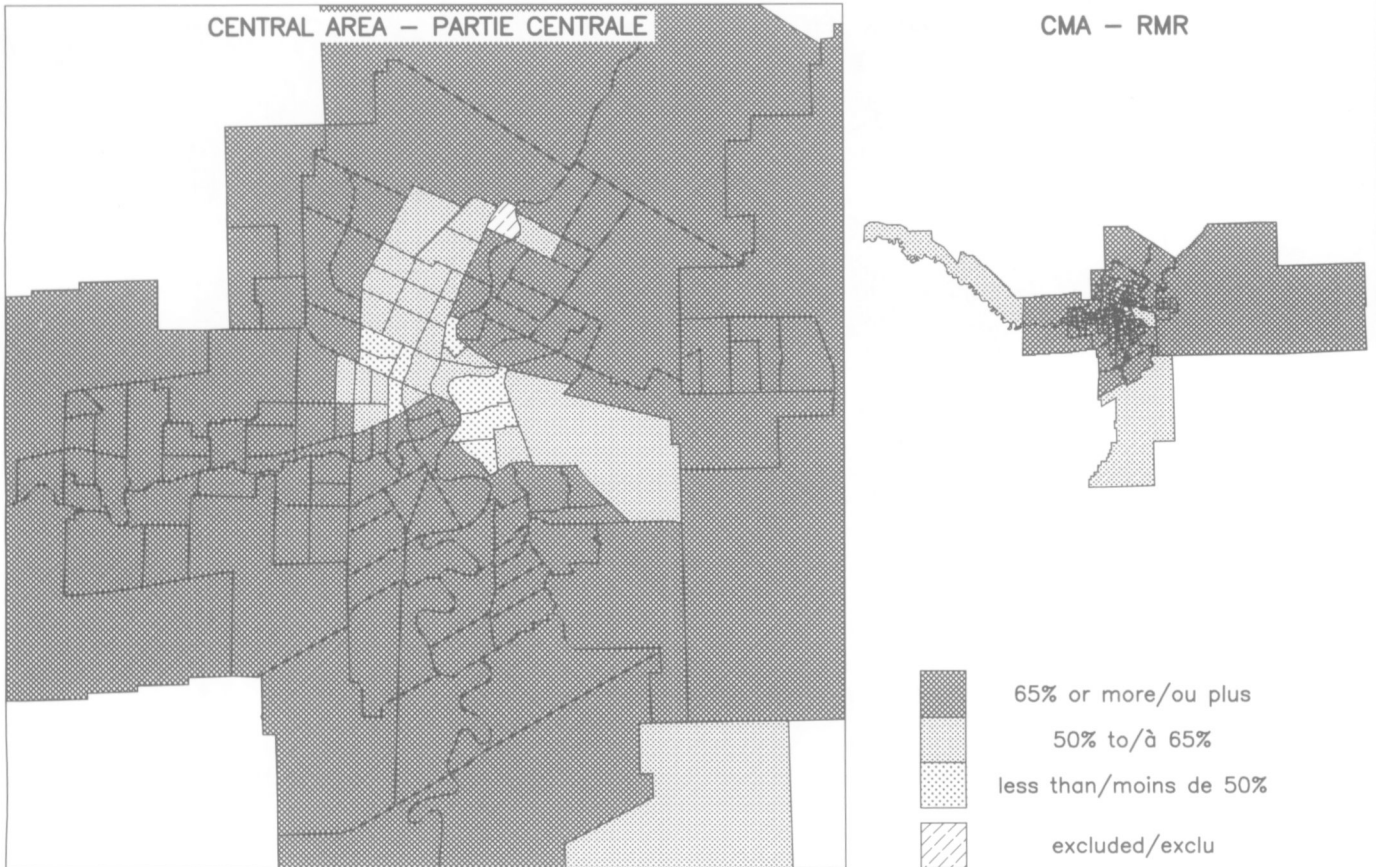 CENTRAL AREA – PARTIE CENTRALE
CMA – RMR
65% or more/ou plus
50% to/à 65%
less than/moins de 50%
excluded/exclu